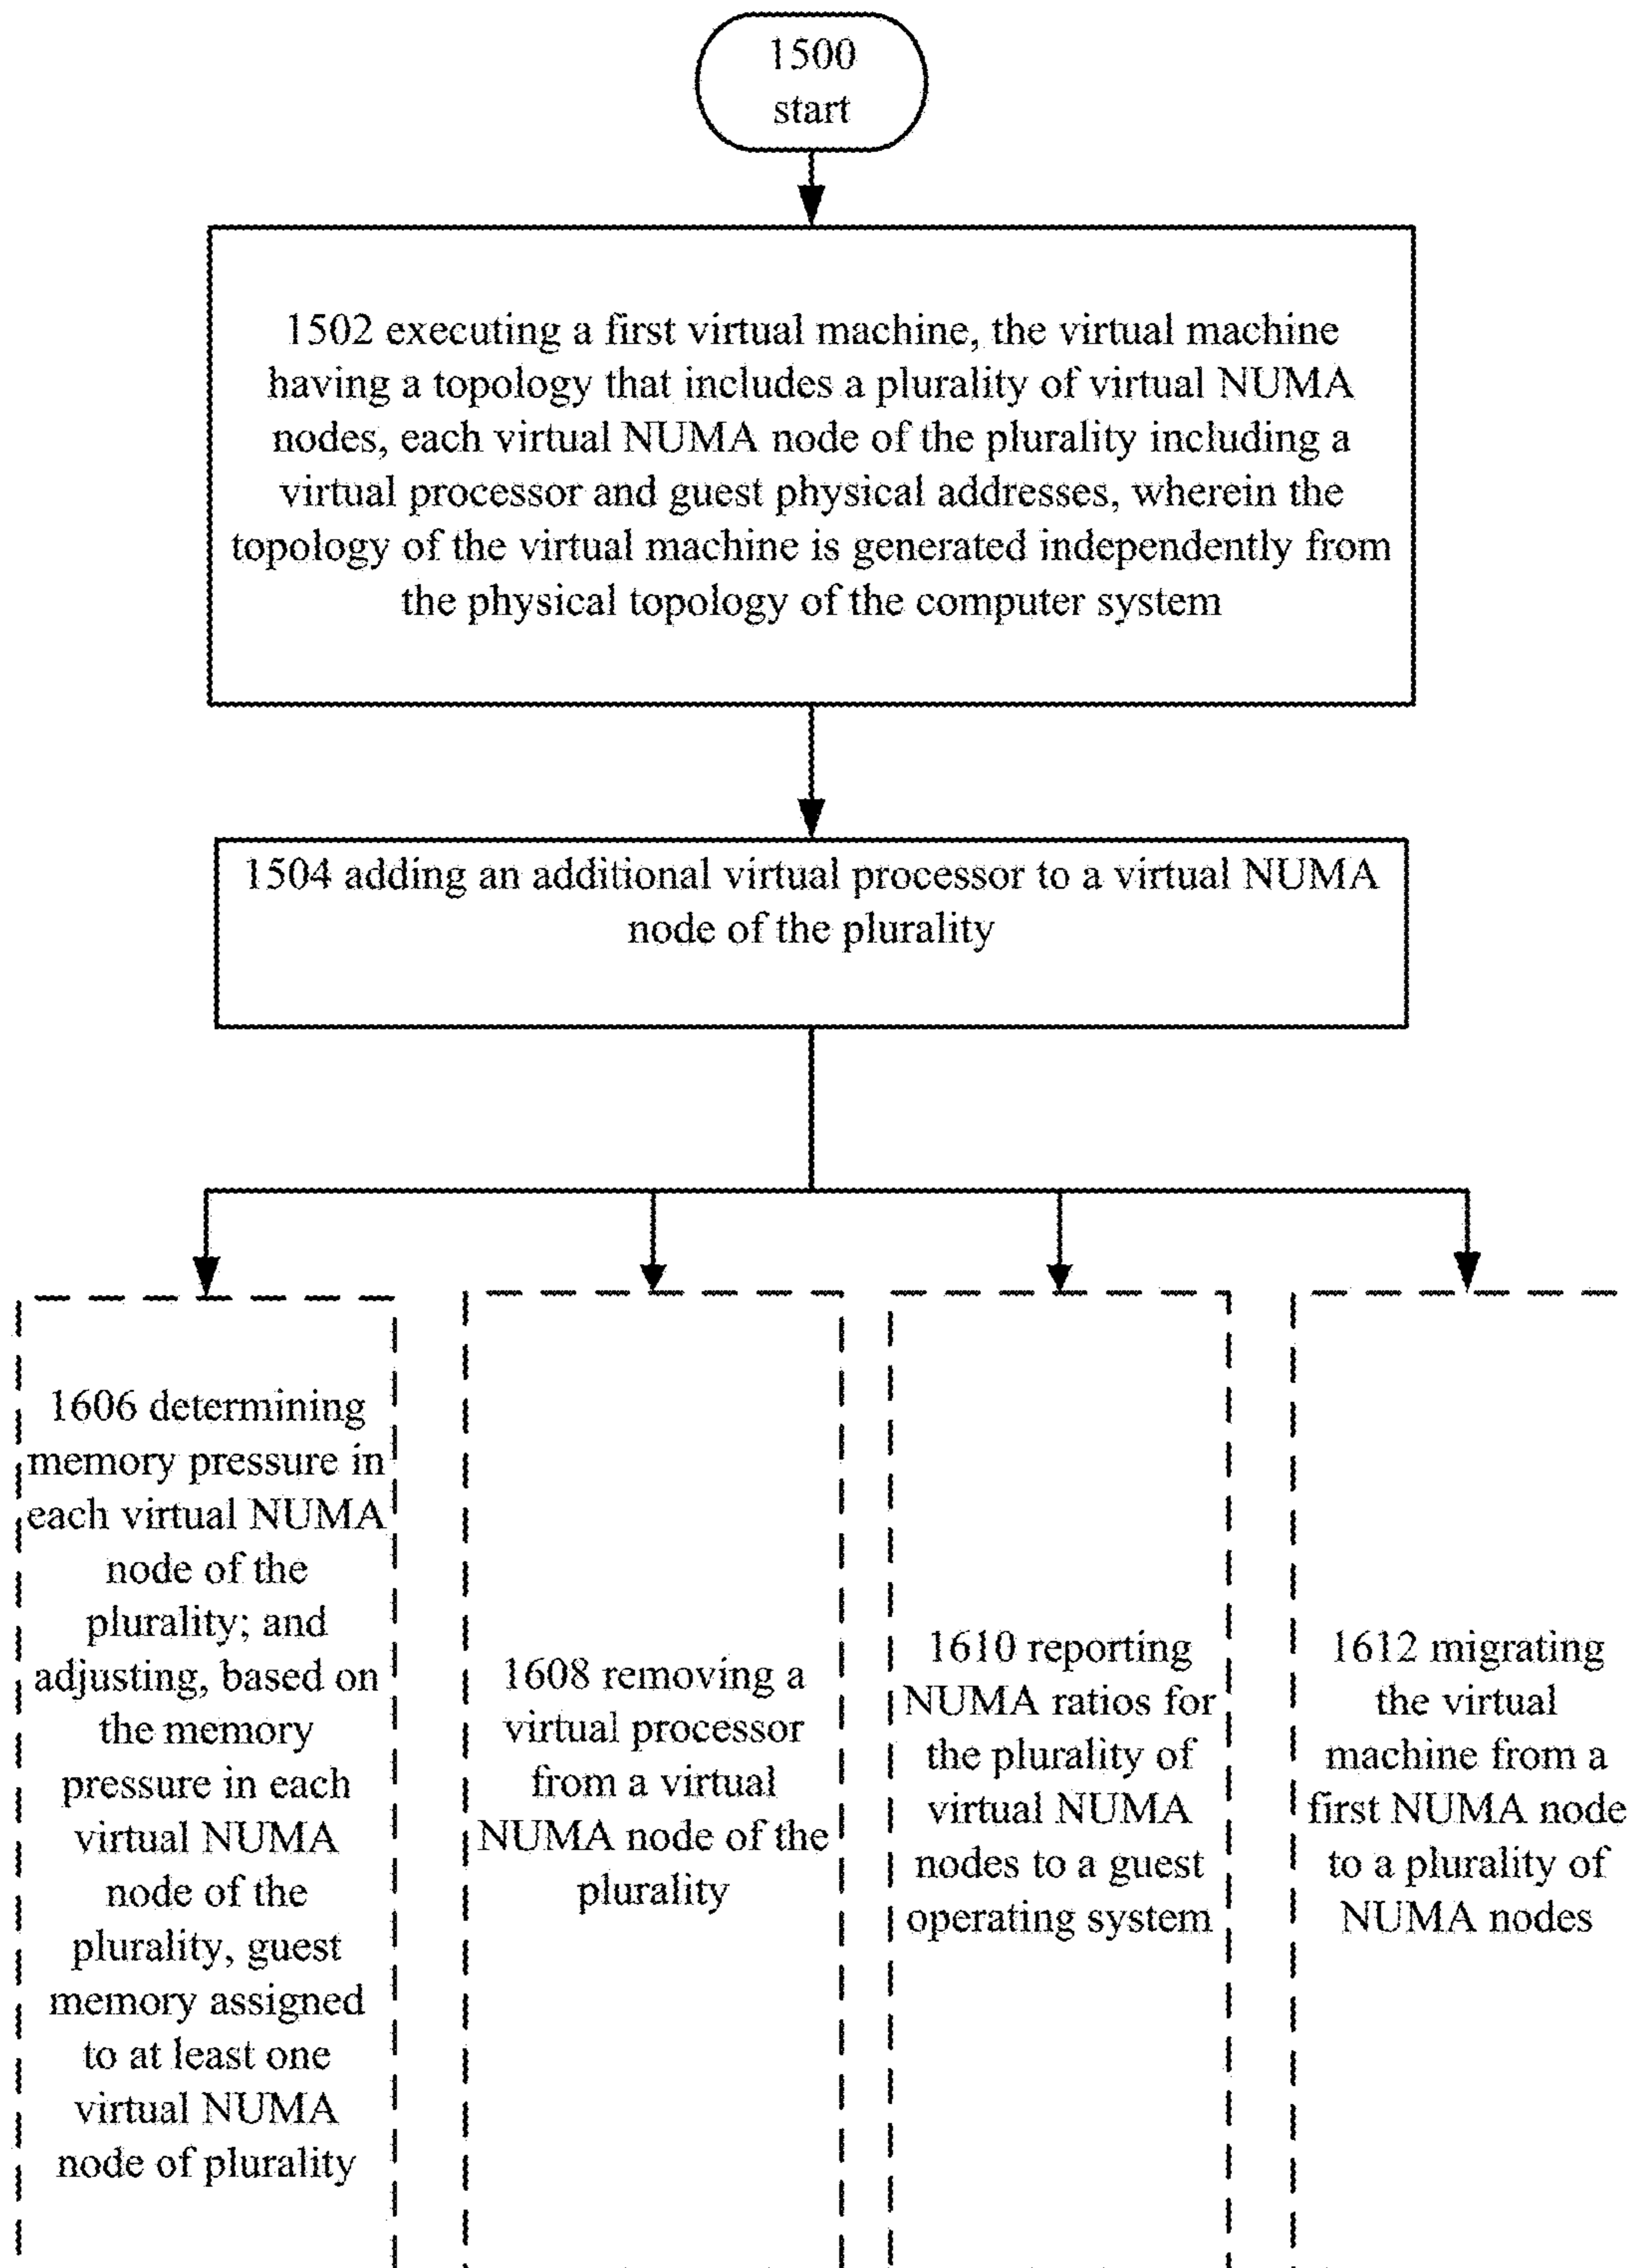 1500
start
1502 executing a first virtual machine, the virtual machine
having a topology that includes a plurality of virtual NUMA
nodes, each virtual NUMA node of the plurality including a
virtual processor and guest physical addresses, wherein the
topology of the virtual machine is generated independently from
the physical topology of the computer system
1504 adding an additional virtual processor to a virtual NUMA
node of the plurality
1606 determining
memory pressure in
each virtual NUMA
node of the
plurality; and
adjusting, based on
the memory
pressure in each
virtual NUMA
node of the
plurality, guest
memory assigned
to at least one
virtual NUMA
node of plurality
1608 removing a
virtual processor
from a virtual
NUMA node of the
plurality
1610 reporting
NUMA ratios for
the plurality of
virtual NUMA
nodes to a guest
operating system
1612 migrating
the virtual
machine from a
first NUMA node
to a plurality of
NUMA nodes